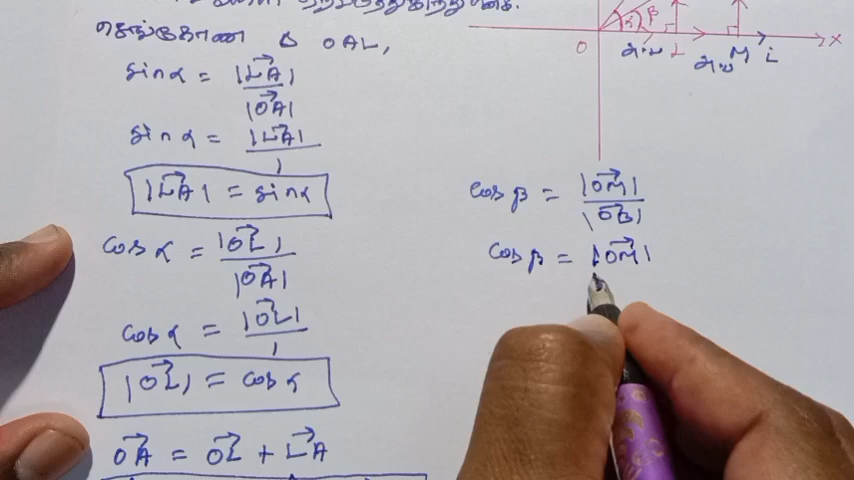 செங்கோண Δ OAL,
sin α = |LA→| / |OA→|
sin α = |LA→| / 1
|LA→| = sin α
cos α = |OL→| / |OA→|
cos α = |OL→| / 1
|OL→| = cos α
OA→ = OL→ + LA→
α β
O L M i X
cos β = |OM→| / |OB→|
cos β = |OM→|